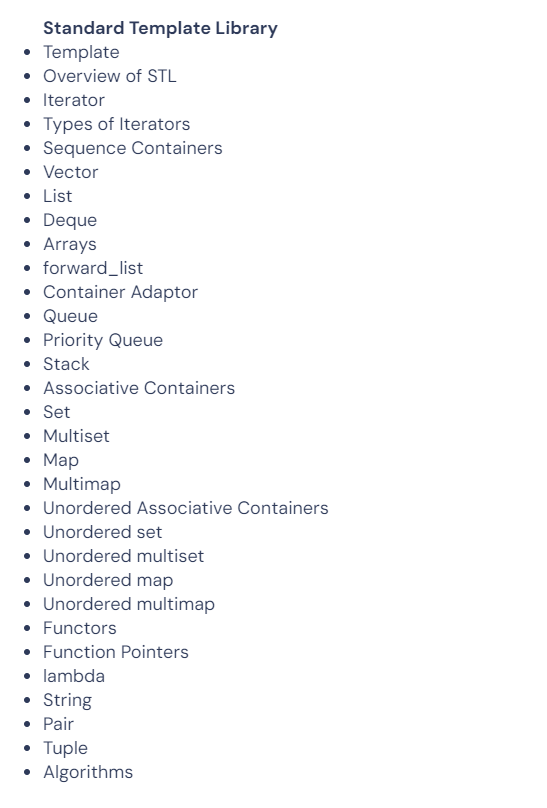 Standard Template Library
Template
Overview of STL
Iterator
Types of Iterators
Sequence Containers
Vector
List
Deque
Arrays
forward_list
Container Adaptor
Queue
Priority Queue
Stack
Associative Containers
Set
Multiset
Map
Multimap
Unordered Associative Containers
Unordered set
Unordered multiset
Unordered map
Unordered multimap
Functors
Function Pointers
lambda
String
Pair
Tuple
Algorithms